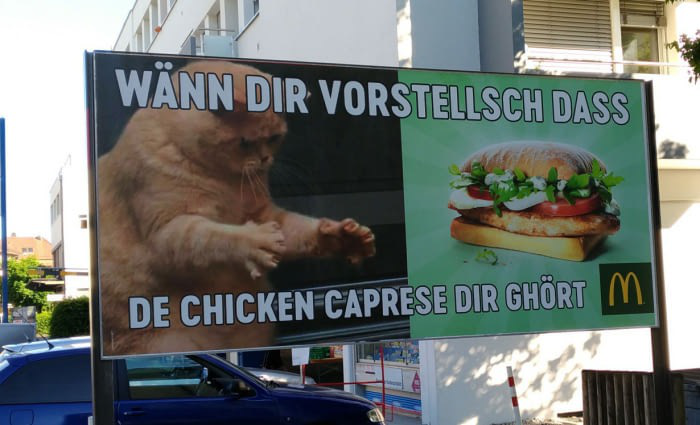 WÄNN DIR VORSTELLSCH DASS
DE CHICKEN CAPRESE DIR GHÖRT
M